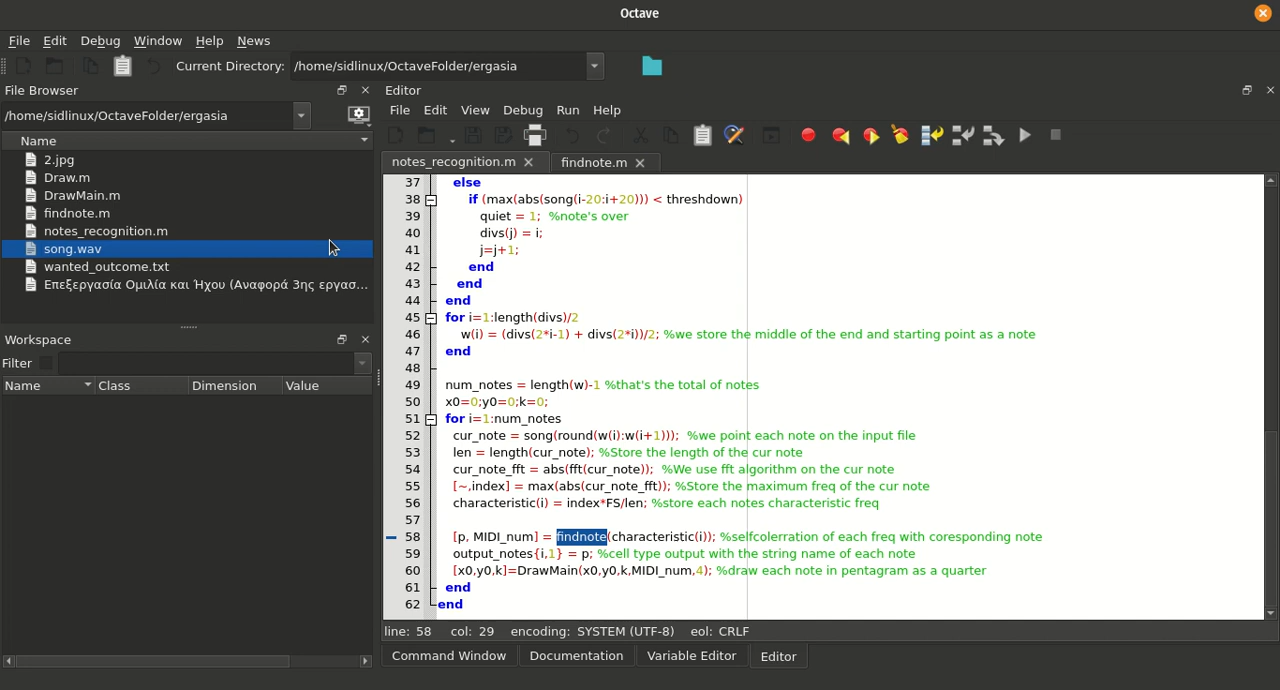 Octave
File Edit Debug Window Help News
Current Directory: /home/sidlinux/OctaveFolder/ergasia
File Browser
/home/sidlinux/OctaveFolder/ergasia
Name
2.jpg
Draw.m
DrawMain.m
findnote.m
notes_recognition.m
song.wav
wanted_outcome.txt
Επεξεργασία Ομιλία και Ήχου (Αναφορά 3ης εργασ...
Workspace
Filter
Name Class Dimension Value
Editor
File Edit View Debug Run Help
notes_recognition.m findnote.m
37 else
38 if (max(abs(song(i-20:i+20))) < threshdown)
39 quiet = 1; %note's over
40 divs(j) = i;
41 j=j+1;
42 end
43 end
44 end
45 for i=1:length(divs)/2
46 w(i) = (divs(2*i-1) + divs(2*i))/2; %we store the middle of the end and starting point as a note
47 end
48
49 num_notes = length(w)-1 %that's the total of notes
50 x0=0;y0=0;k=0;
51 for i=1:num_notes
52 cur_note = song(round(w(i):w(i+1))); %we point each note on the input file
53 len = length(cur_note); %Store the length of the cur note
54 cur_note_fft = abs(fft(cur_note)); %We use fft algorithm on the cur note
55 [~,index] = max(abs(cur_note_fft)); %Store the maximum freq of the cur note
56 characteristic(i) = index*FS/len; %store each notes characteristic freq
57
58 [p, MIDI_num] = findnote(characteristic(i)); %selfcolerration of each freq with coresponding note
59 output_notes{i,1} = p; %cell type output with the string name of each note
60 [x0,y0,k]=DrawMain(x0,y0,k,MIDI_num,4); %draw each note in pentagram as a quarter
61 end
62 end
line: 58 col: 29 encoding: SYSTEM (UTF-8) eol: CRLF
Command Window Documentation Variable Editor Editor